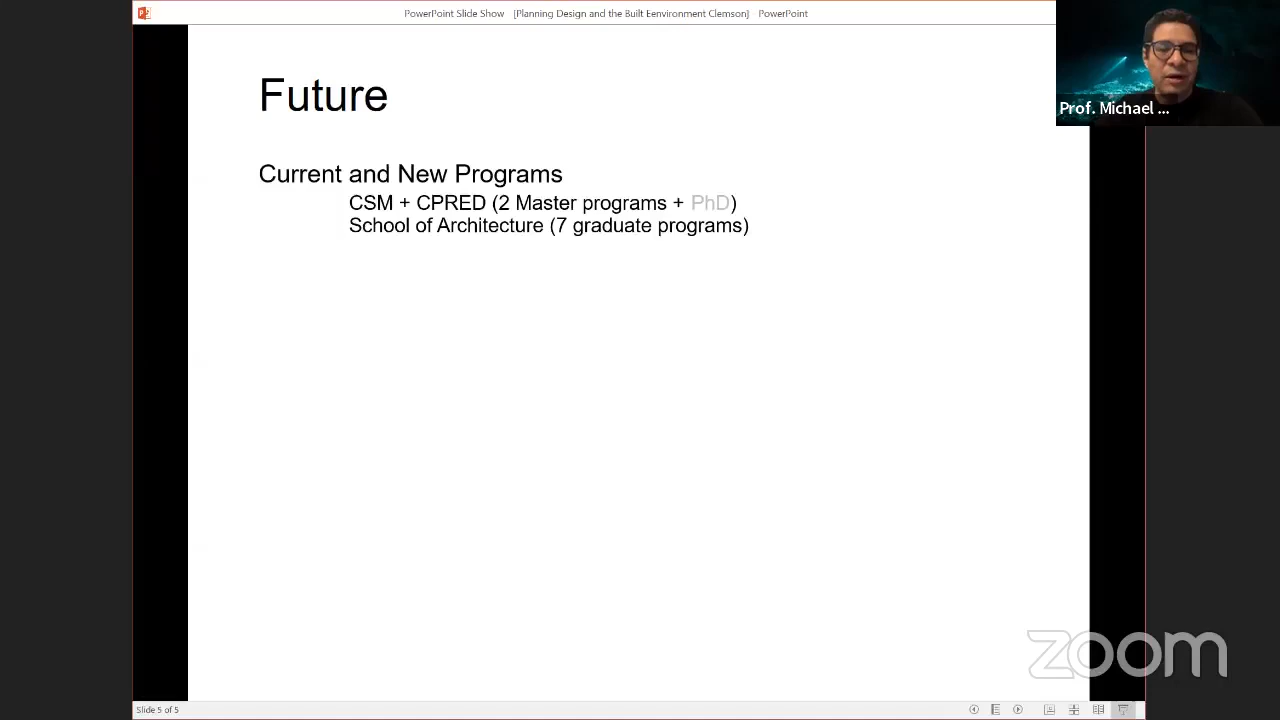 PowerPoint Slide Show [Planning Design and the Built Eenvironment Clemson] PowerPoint
Prof. Michael ...
Future
Current and New Programs
CSM + CPRED (2 Master programs + PhD)
School of Architecture (7 graduate programs)
zoom
Slide 5 of 5